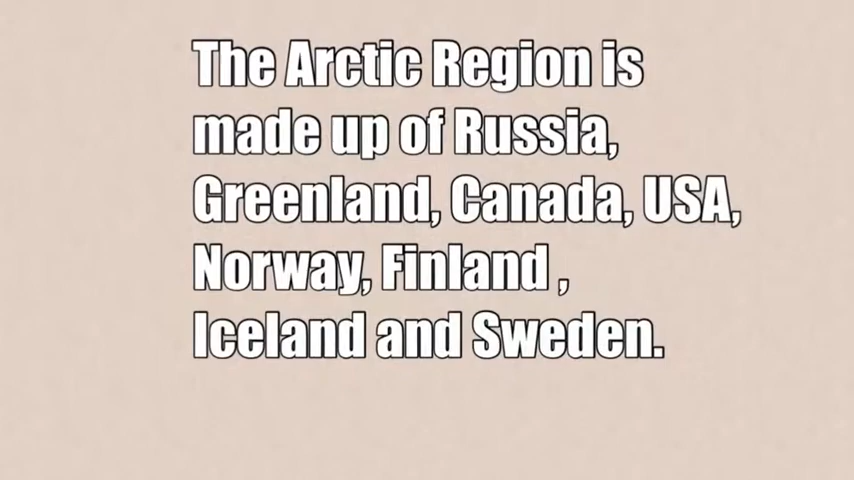 The Arctic Region is
made up of Russia,
Greenland, Canada, USA,
Norway, Finland ,
Iceland and Sweden.